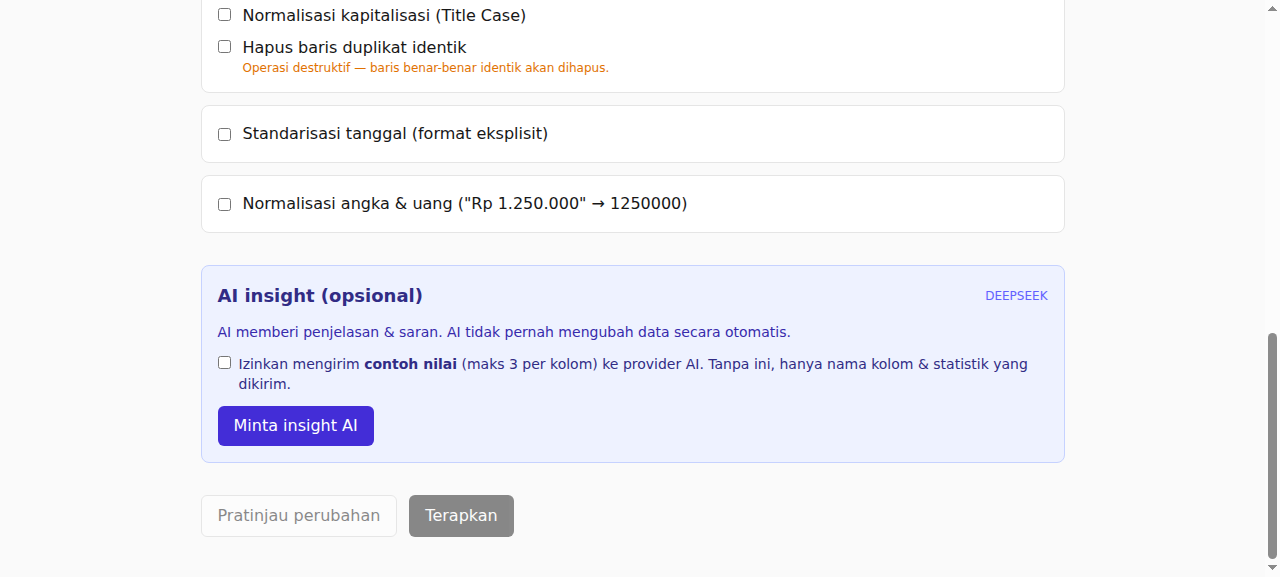 Normalisasi kapitalisasi (Title Case)
Hapus baris duplikat identik
Operasi destruktif — baris benar-benar identik akan dihapus.
Standarisasi tanggal (format eksplisit)
Normalisasi angka & uang ("Rp 1.250.000" → 1250000)
AI insight (opsional)
DEEPSEEK
AI memberi penjelasan & saran. AI tidak pernah mengubah data secara otomatis.
Izinkan mengirim contoh nilai (maks 3 per kolom) ke provider AI. Tanpa ini, hanya nama kolom & statistik yang
dikirim.
Minta insight AI
Pratinjau perubahan
Terapkan